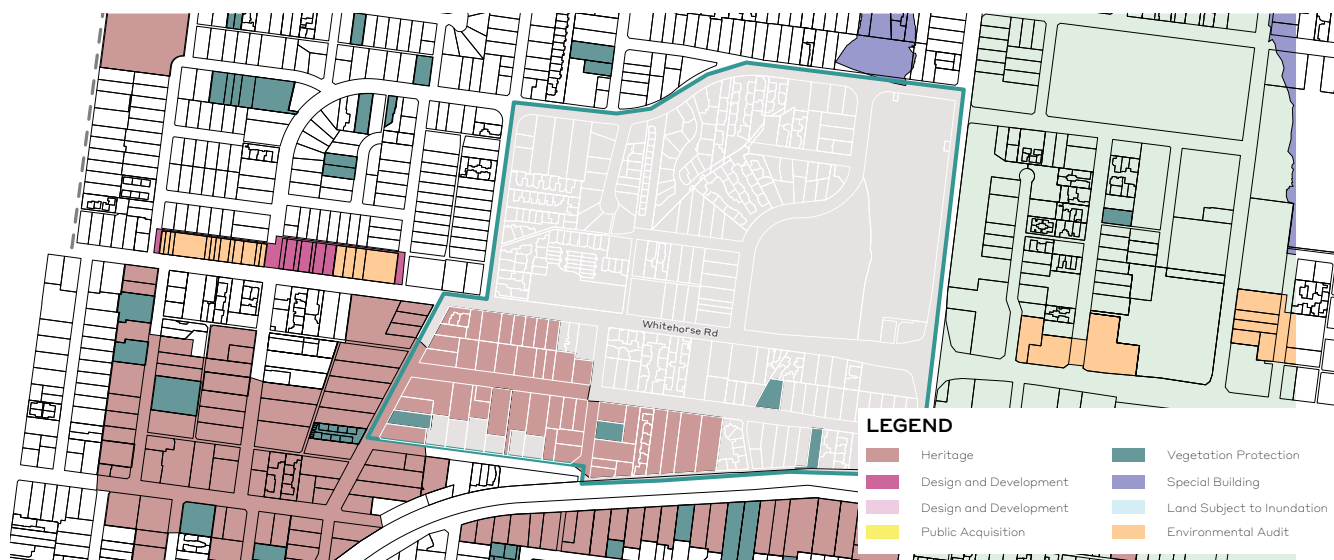 Whitehorse Rd
LEGEND
Heritage
Design and Development
Design and Development
Public Acquisition
Vegetation Protection
Special Building
Land Subject to Inundation
Environmental Audit